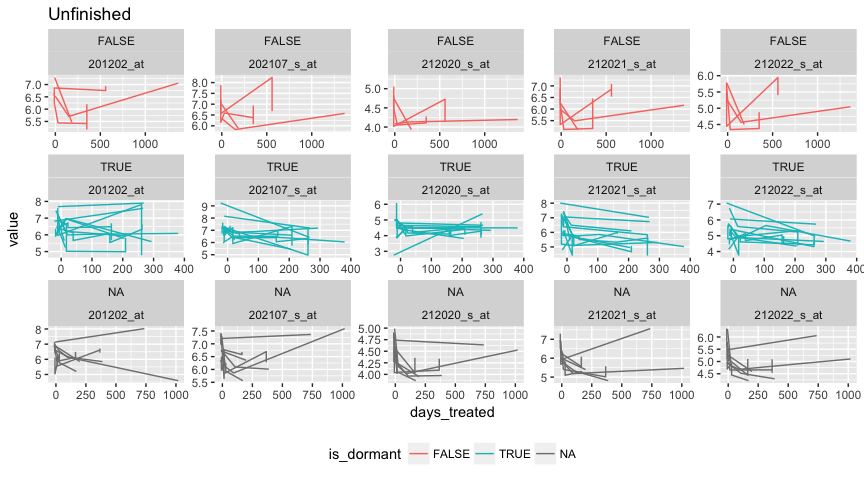 Unfinished
FALSE FALSE FALSE FALSE FALSE
201202_at 202107_s_at 212020_s_at 212021_s_at 212022_s_at
7.0 6.5 6.0 5.5
8.0 7.5 7.0 6.5 6.0
5.0 4.5 4.0
7.0 6.5 6.0 5.5
6.0 5.5 5.0 4.5
0 500 1000 0 500 1000 0 500 1000 0 500 1000 0 500 1000
TRUE TRUE TRUE TRUE TRUE
201202_at 202107_s_at 212020_s_at 212021_s_at 212022_s_at
8 7 6 5
9 8 7 6 5
6 5 4 3
8 7 6 5
7 6 5 4
0 100 200 300 400 0 100 200 300 400 0 100 200 300 400 0 100 200 300 400 0 100 200 300 400
NA NA NA NA NA
201202_at 202107_s_at 212020_s_at 212021_s_at 212022_s_at
8 7 6 5
7.5 7.0 6.5 6.0 5.5
5.00 4.75 4.50 4.25 4.00
7 6 5
6.0 5.5 5.0 4.5
0 250 500 750 1000 0 250 500 750 1000 0 250 500 750 1000 0 250 500 750 1000 0 250 500 750 1000
value
days_treated
is_dormant FALSE TRUE NA